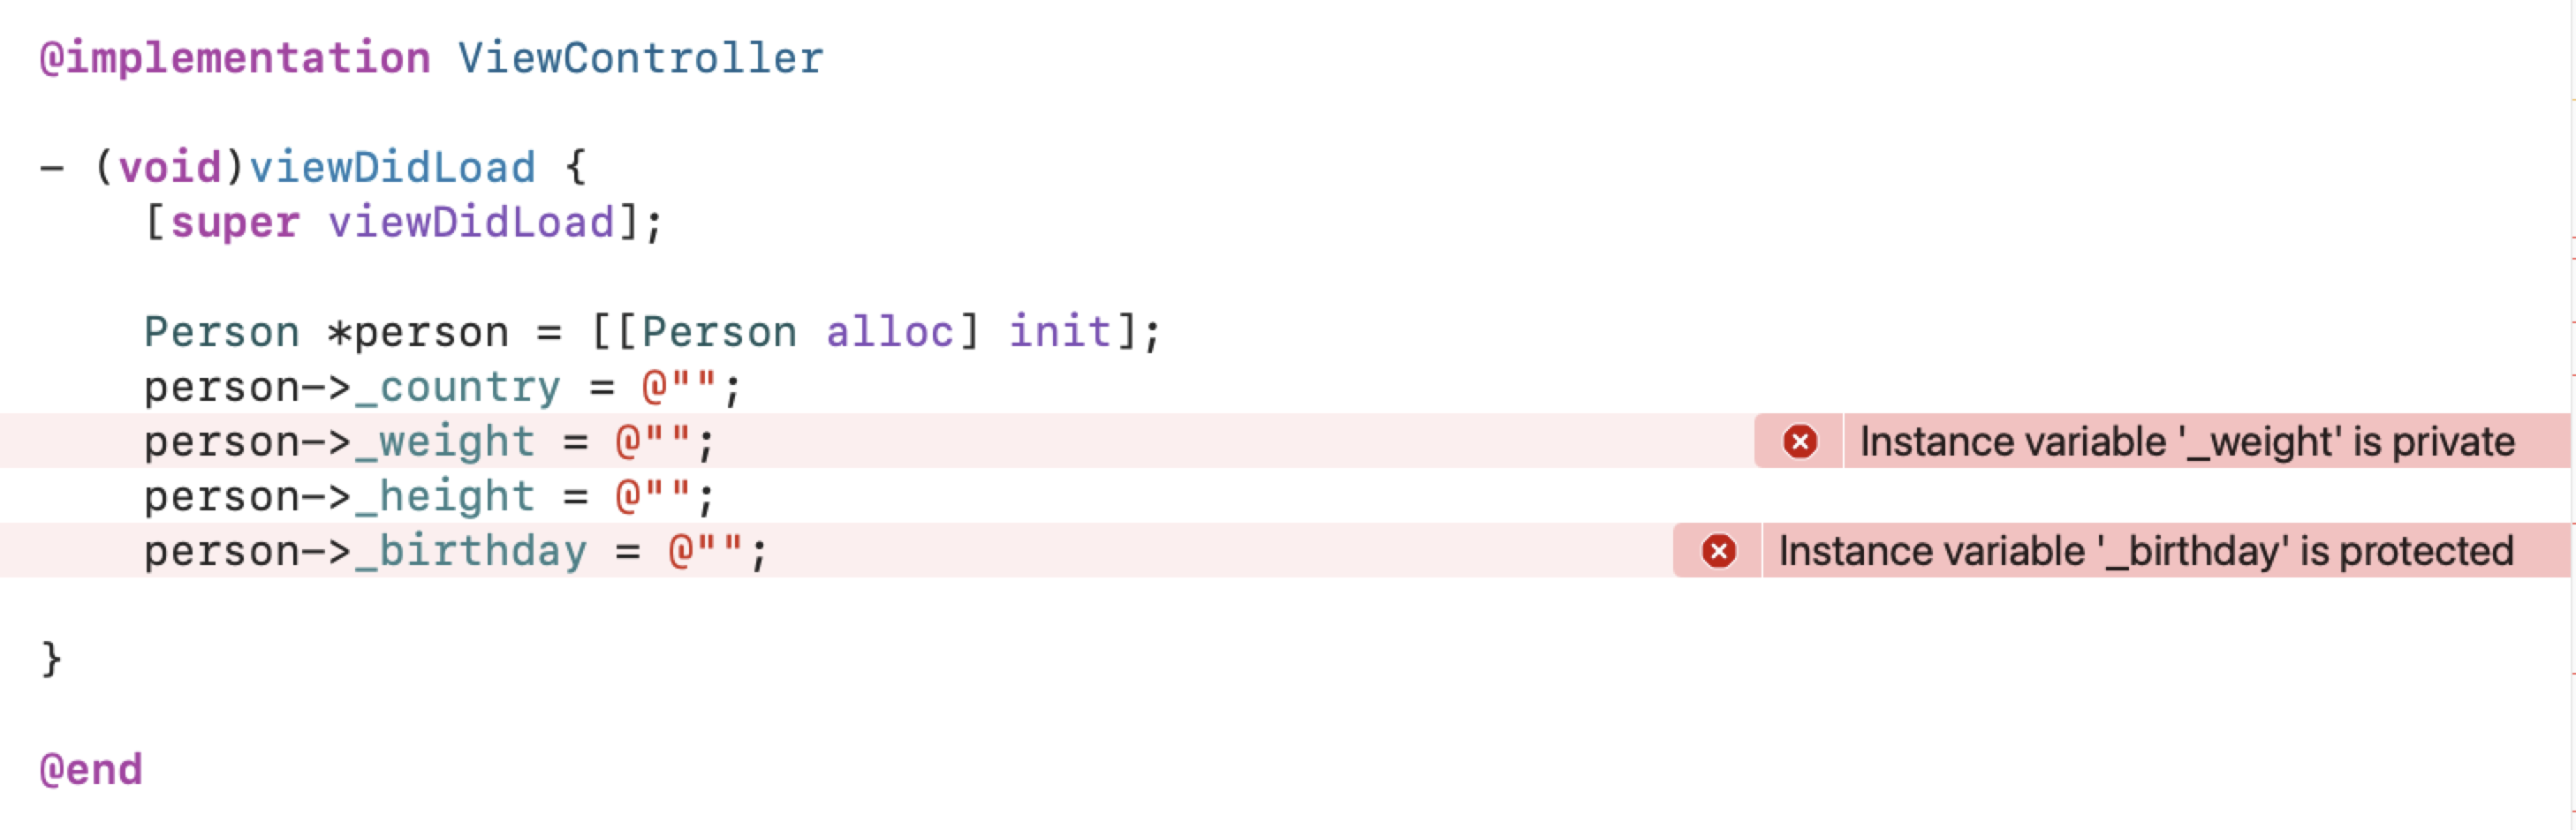 @implementation ViewController
- (void)viewDidLoad {
[super viewDidLoad];
Person *person = [[Person alloc] init];
person->_country = @"";
person->_weight = @""; Instance variable '_weight' is private
person->_height = @"";
person->_birthday = @""; Instance variable '_birthday' is protected
}
@end